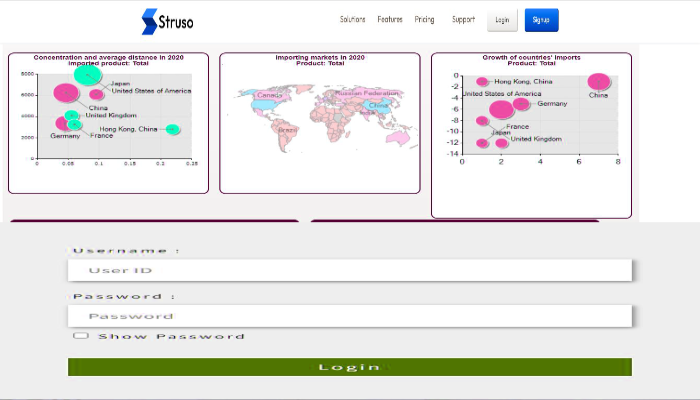 Struso
Solutions Features Pricing Support Login Signup
Concentration and average distance in 2020
Imported product: Total
8000
6000
4000
2000
0
0 0.05 0.1 0.15 0.2 0.25
Japan
United States of America
China
United Kingdom
Hong Kong, China
Germany
France
Importing markets in 2020
Product: Total
Canada
Russian Federation
China
India
Brazil
Growth of countries' imports
Product: Total
0
-2
-4
-6
-8
-10
-12
-14
0 2 4 6 8
Hong Kong, China
China
United States of America
Germany
France
Japan
United Kingdom
Username :
User ID
Password :
Password
Show Password
Login